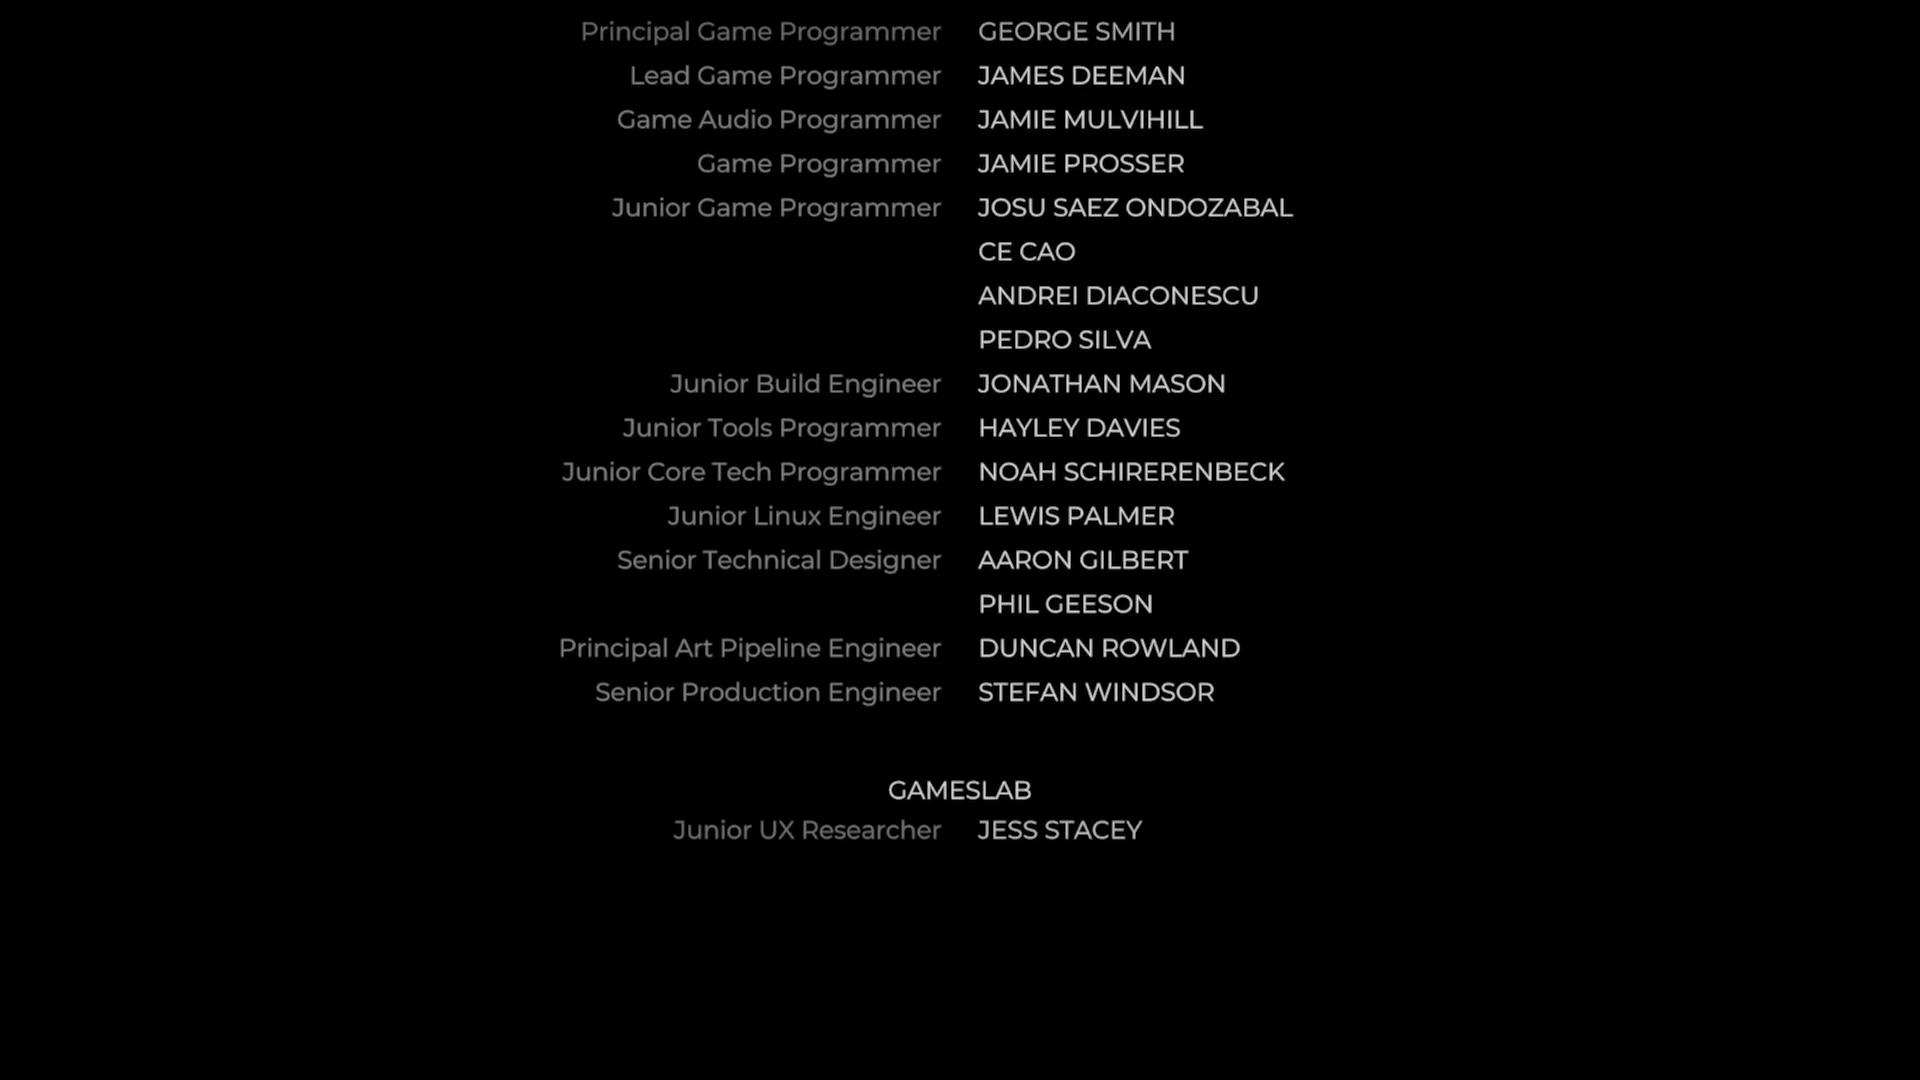 Principal Game Programmer GEORGE SMITH
Lead Game Programmer JAMES DEEMAN
Game Audio Programmer JAMIE MULVIHILL
Game Programmer JAMIE PROSSER
Junior Game Programmer JOSU SAEZ ONDOZABAL
CE CAO
ANDREI DIACONESCU
PEDRO SILVA
Junior Build Engineer JONATHAN MASON
Junior Tools Programmer HAYLEY DAVIES
Junior Core Tech Programmer NOAH SCHIRERENBECK
Junior Linux Engineer LEWIS PALMER
Senior Technical Designer AARON GILBERT
PHIL GEESON
Principal Art Pipeline Engineer DUNCAN ROWLAND
Senior Production Engineer STEFAN WINDSOR
GAMESLAB
Junior UX Researcher JESS STACEY